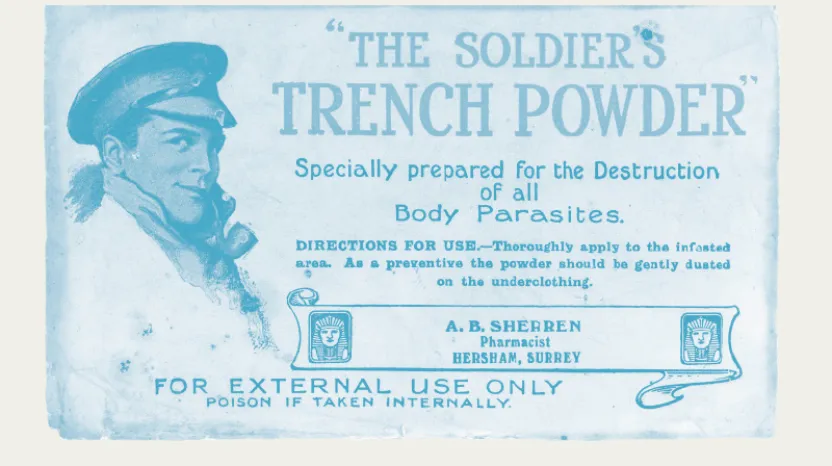 "THE SOLDIER'S
TRENCH POWDER"
Specially prepared for the Destruction
of all
Body Parasites.
DIRECTIONS FOR USE.—Thoroughly apply to the infested
area. As a preventive the powder should be gently dusted
on the underclothing.
A. B. SHERREN
Pharmacist
HERSHAM, SURREY
FOR EXTERNAL USE ONLY
POISON IF TAKEN INTERNALLY.